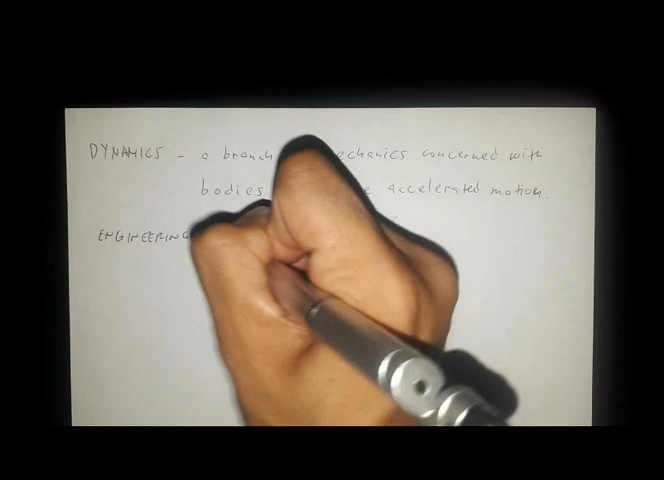 DYNAMICS - a branch echanics concerned with
bodies accelerated motion.
ENGINEERING